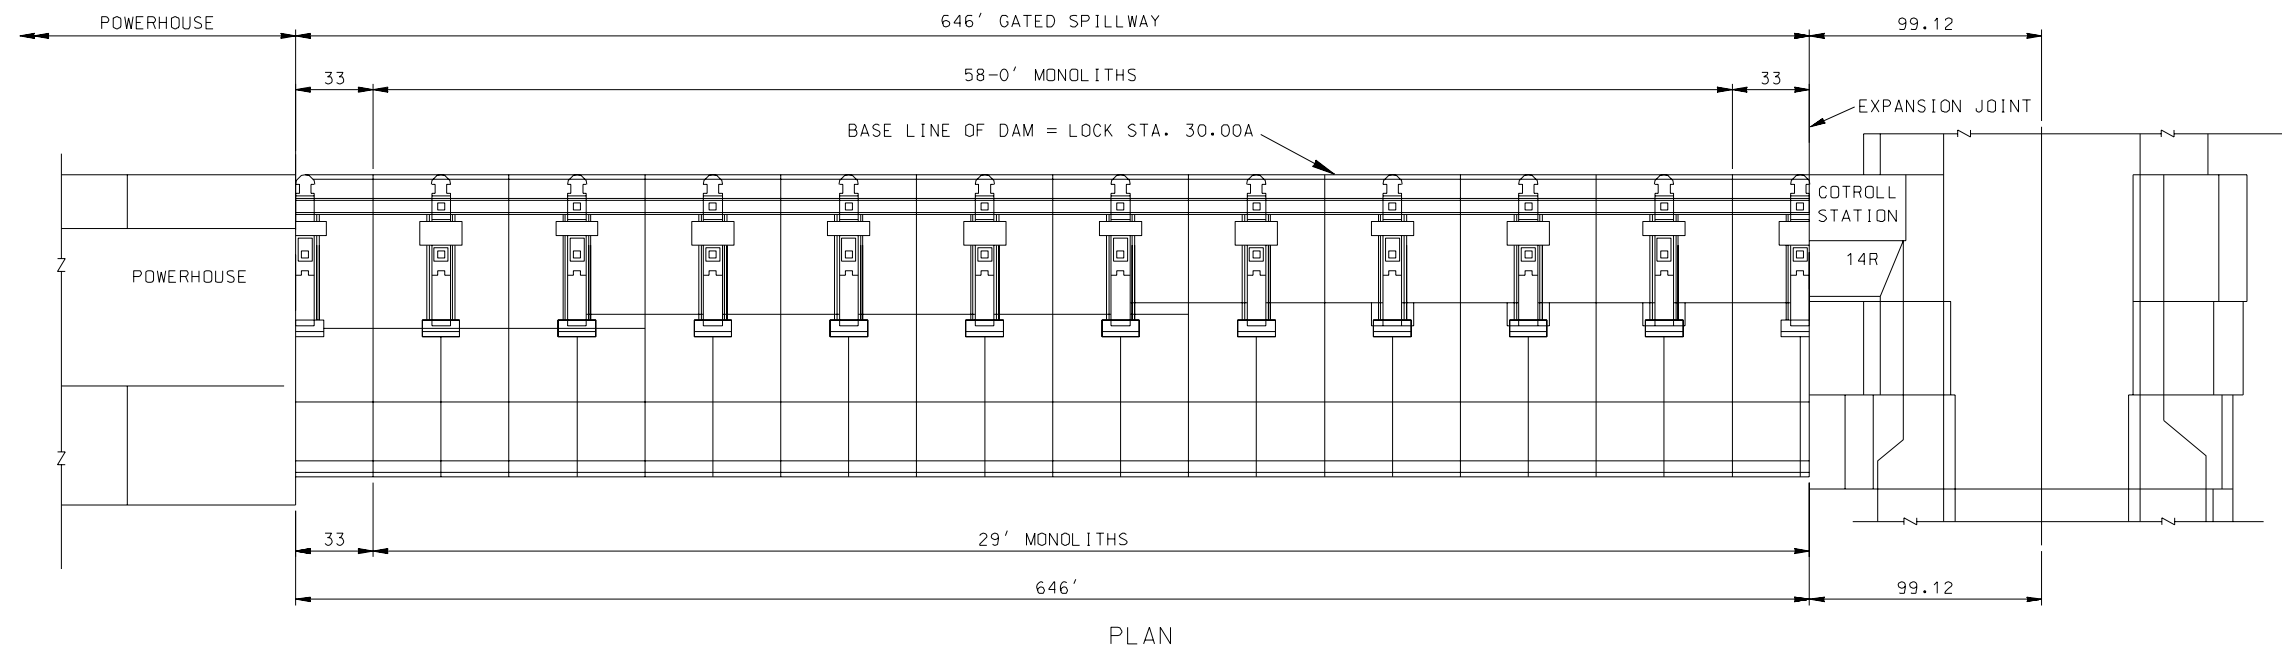 POWERHOUSE
646' GATED SPILLWAY
99.12
33
58-0' MONOLITHS
33
EXPANSION JOINT
BASE LINE OF DAM = LOCK STA. 30.00A
COTROLL
STATION
14R
POWERHOUSE
33
29' MONOLITHS
646'
99.12
PLAN